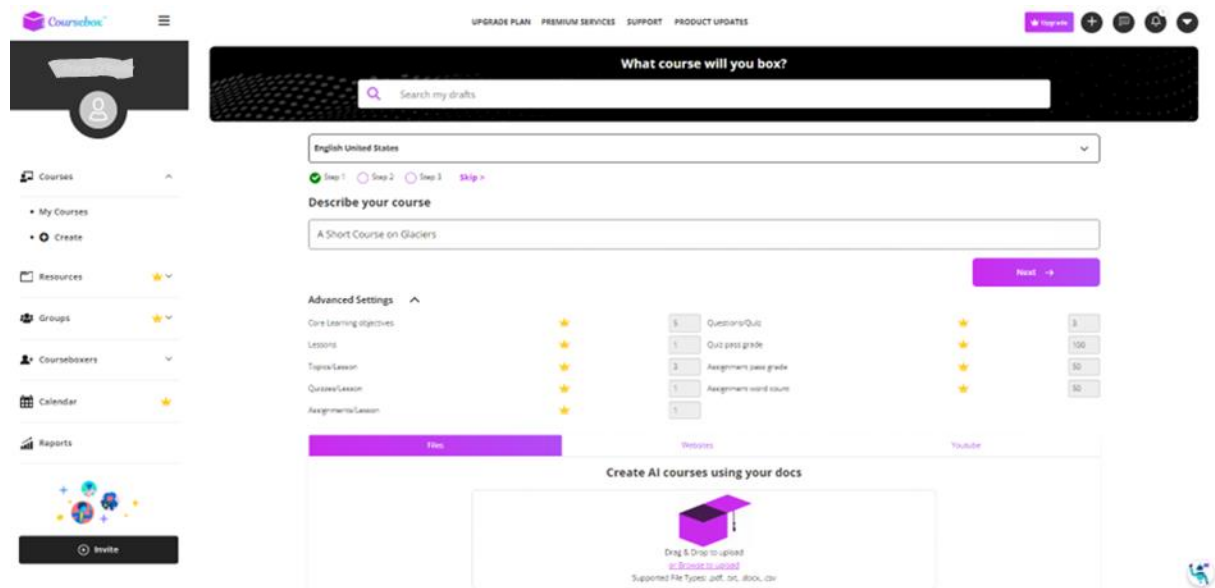 Coursebox
UPGRADE PLAN PREMIUM SERVICES SUPPORT PRODUCT UPDATES
Upgrade
What course will you box?
Search my drafts
English United States
Step 1 Step 2 Step 3 Skip >
Describe your course
A Short Course on Glaciers
Next →
Courses
• My Courses
• Create
Resources
Groups
Courseboxers
Calendar
Reports
Invite
Advanced Settings
Core Learning objectives 5 Questions/Quiz 3
Lessons 1 Quiz pass grade 100
Topics/Lesson 3 Assignment pass grade 50
Quizzes/Lesson 1 Assignment word count 50
Assignments/Lesson 1
Files Websites Youtube
Create AI courses using your docs
Drag & Drop to upload
or Browse to upload
Supported File Types: .pdf, .txt, .docx, .csv